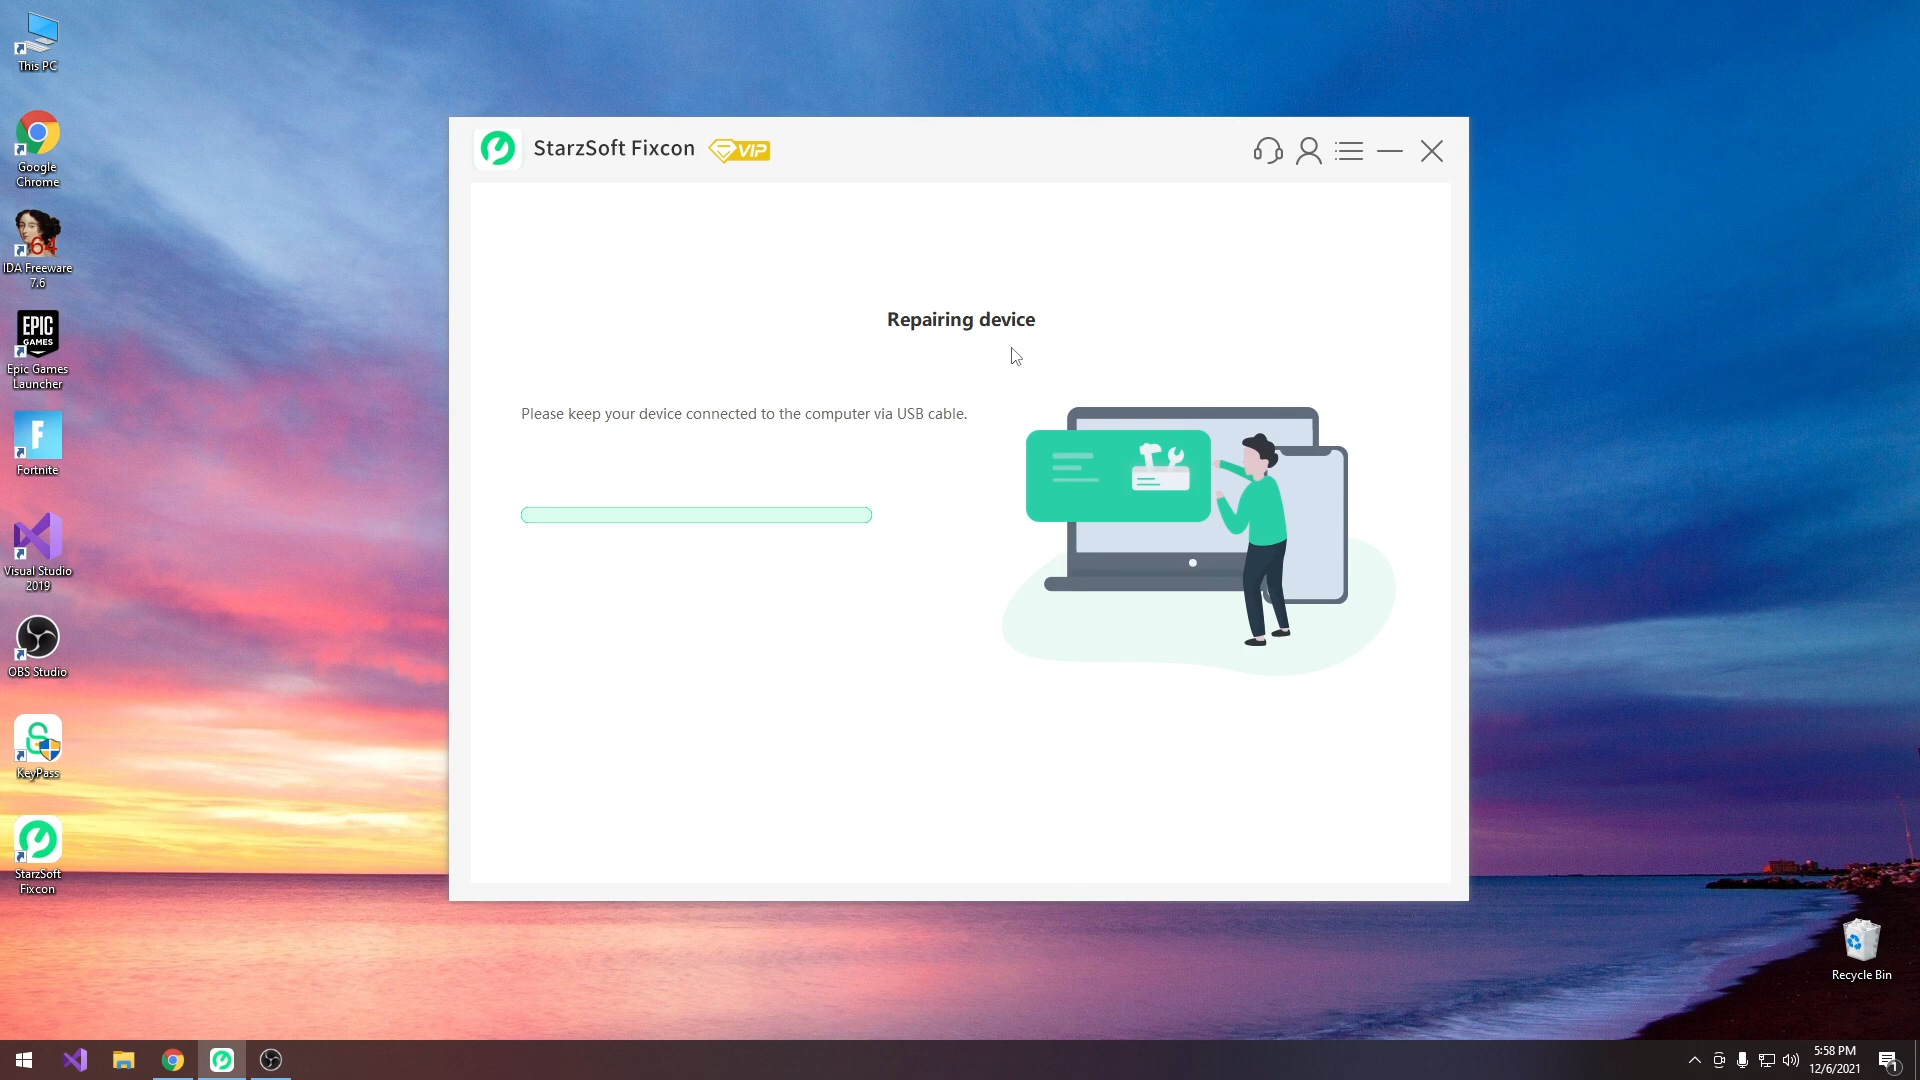 This PC
Google
Chrome
64
IDA Freeware
7.6
EPIC
GAMES
Epic Games
Launcher
F
Fortnite
Visual Studio
2019
OBS Studio
KeyPass
StarzSoft
Fixcon
StarzSoft Fixcon VIP
Repairing device
Please keep your device connected to the computer via USB cable.
Recycle Bin
5:58 PM
12/6/2021
1